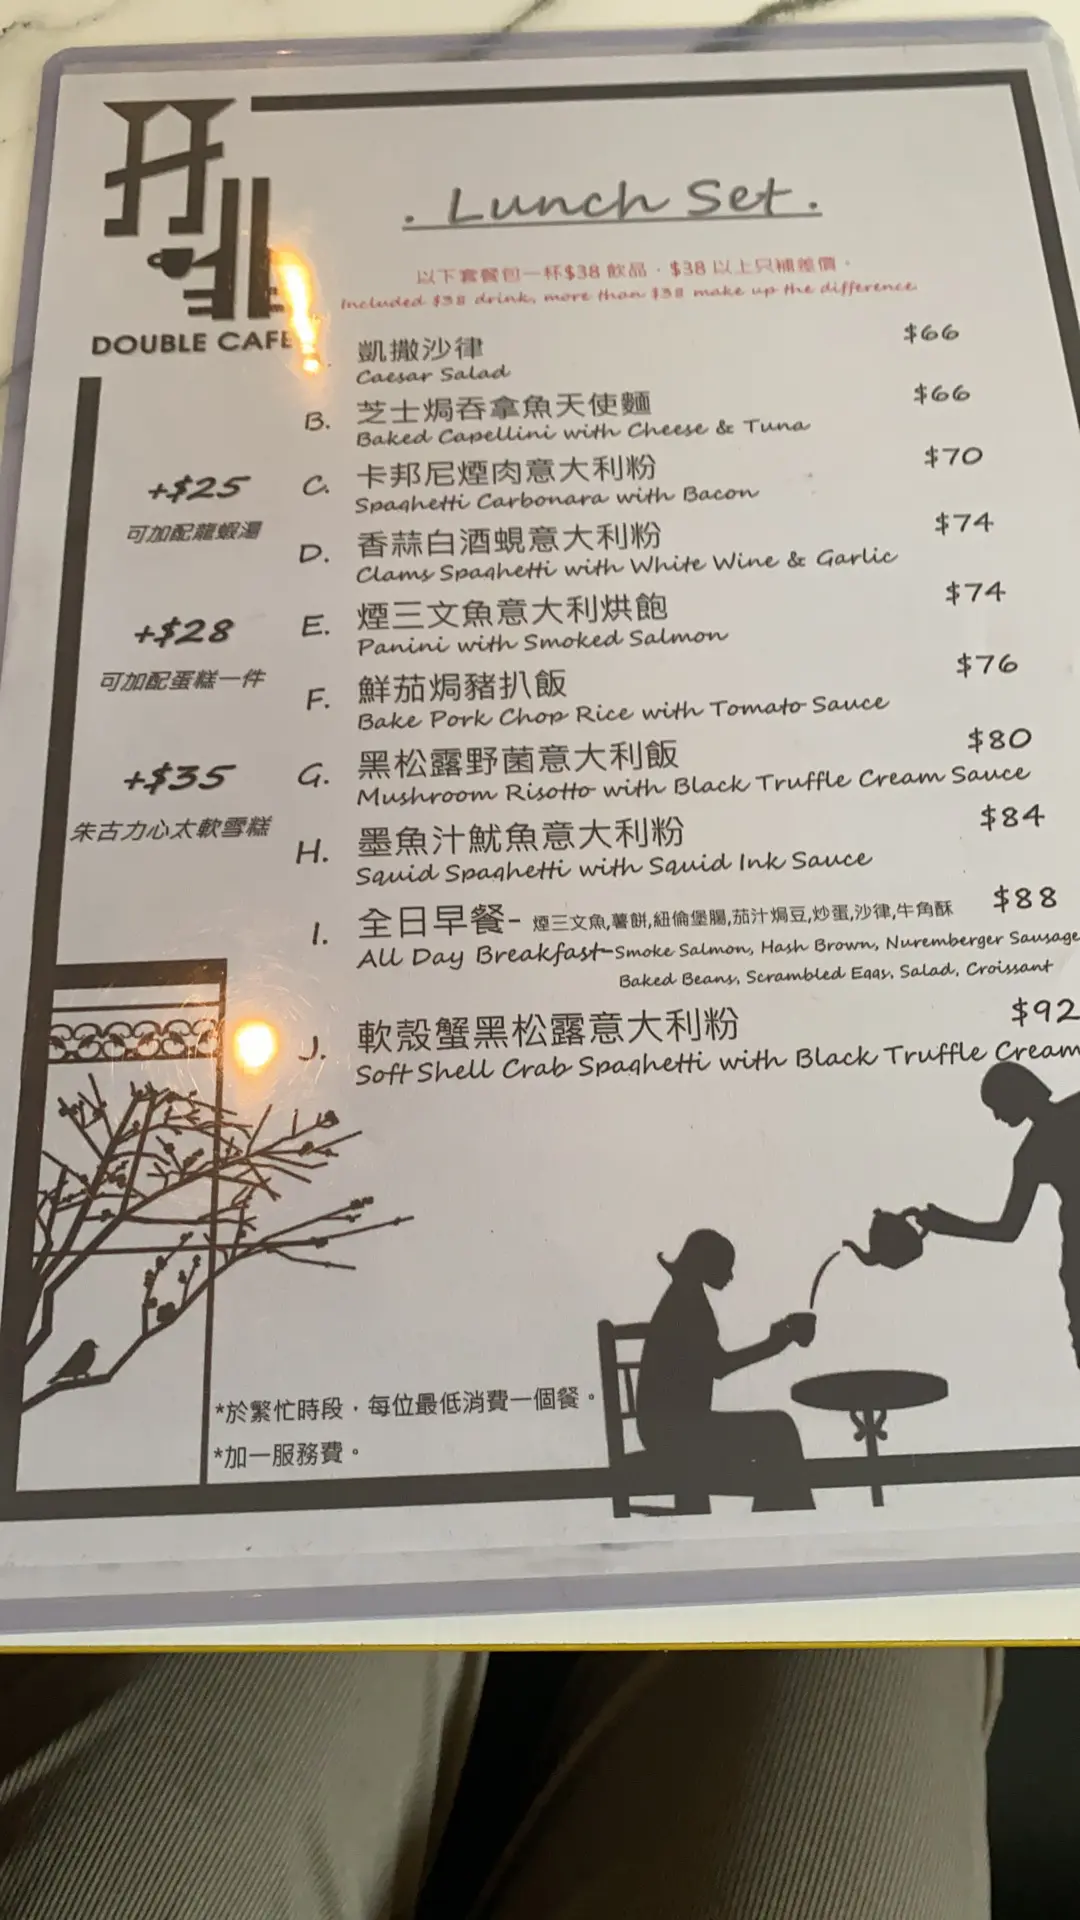 DOUBLE CAFE
. Lunch Set .
以下套餐包一杯$38 飲品，$38 以上只補差價。
Included $38 drink, more than $38 make up the difference
凱撒沙律 $66
Caesar Salad
B. 芝士焗吞拿魚天使麵 $66
Baked Capellini with Cheese & Tuna
C. 卡邦尼煙肉意大利粉 $70
Spaghetti Carbonara with Bacon
D. 香蒜白酒蜆意大利粉 $74
Clams Spaghetti with White Wine & Garlic
E. 煙三文魚意大利烘飽 $74
Panini with Smoked Salmon
F. 鮮茄焗豬扒飯 $76
Bake Pork Chop Rice with Tomato Sauce
G. 黑松露野菌意大利飯 $80
Mushroom Risotto with Black Truffle Cream Sauce
H. 墨魚汁魷魚意大利粉 $84
Squid Spaghetti with Squid Ink Sauce
I. 全日早餐- 煙三文魚,薯餅,紐倫堡腸,茄汁焗豆,炒蛋,沙律,牛角酥 $88
All Day Breakfast-Smoke Salmon, Hash Brown, Nuremberger Sausage
Baked Beans, Scrambled Eggs, Salad, Croissant
J. 軟殼蟹黑松露意大利粉 $92
Soft Shell Crab Spaghetti with Black Truffle Cream
+$25
可加配龍蝦湯
+$28
可加配蛋糕一件
+$35
朱古力心太軟雪糕
*於繁忙時段，每位最低消費一個餐。
*加一服務費。